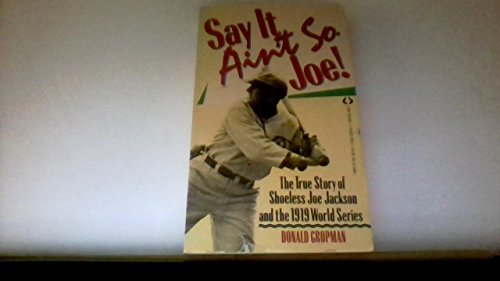 Say It
Ain't So
Joe!
The True Story of
Shoeless Joe Jackson
and the 1919 World Series
DONALD GROPMAN